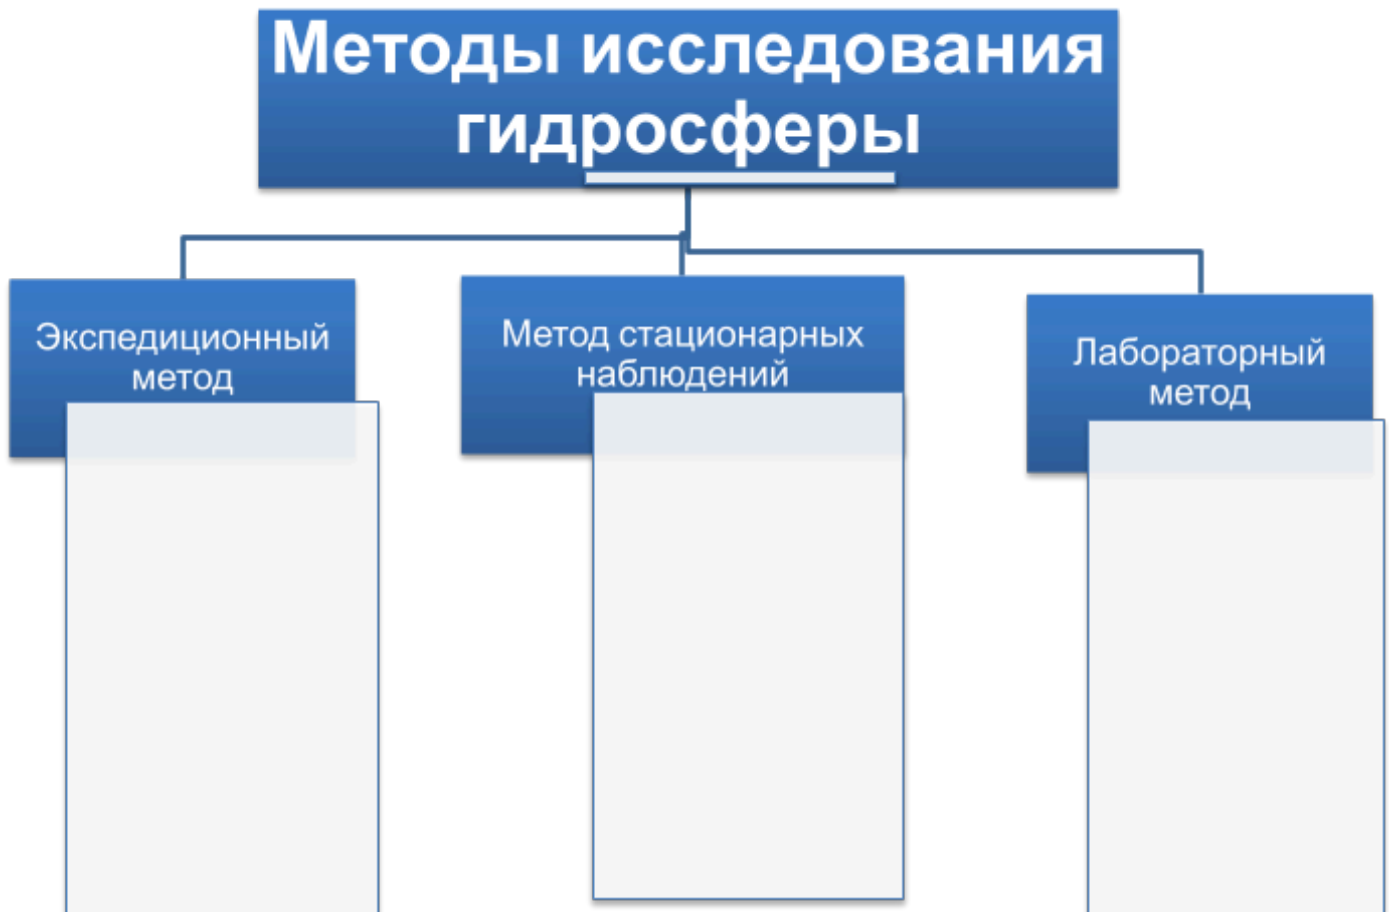 Методы исследования
гидросферы
Экспедиционный
метод
Метод стационарных
наблюдений
Лабораторный
метод